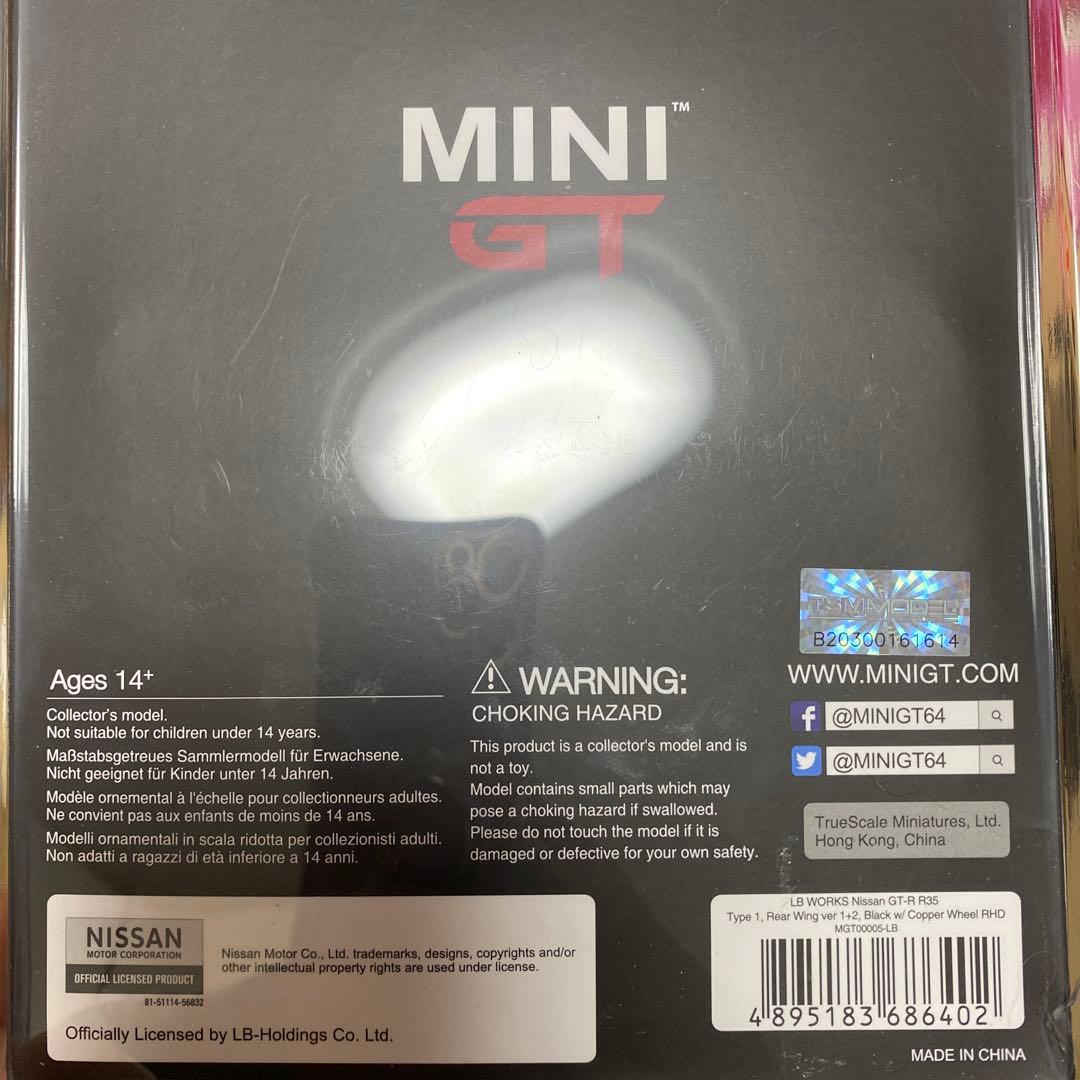 MINI™
GT
TSMMODEL
B20300161614
WWW.MINIGT.COM
@MINIGT64
@MINIGT64
TrueScale Miniatures, Ltd.
Hong Kong, China
Ages 14+
Collector's model.
Not suitable for children under 14 years.
Maßstabsgetreues Sammlermodell für Erwachsene.
Nicht geeignet für Kinder unter 14 Jahren.
Modèle ornemental à l'échelle pour collectionneurs adultes.
Ne convient pas aux enfants de moins de 14 ans.
Modelli ornamentali in scala ridotta per collezionisti adulti.
Non adatti a ragazzi di età inferiore a 14 anni.
WARNING:
CHOKING HAZARD
This product is a collector's model and is
not a toy.
Model contains small parts which may
pose a choking hazard if swallowed.
Please do not touch the model if it is
damaged or defective for your own safety.
NISSAN
MOTOR CORPORATION
OFFICIAL LICENSED PRODUCT
81-51114-56832
Nissan Motor Co., Ltd. trademarks, designs, copyrights and/or
other intellectual property rights are used under license.
Officially Licensed by LB-Holdings Co. Ltd.
LB WORKS Nissan GT-R R35
Type 1, Rear Wing ver 1+2, Black w/ Copper Wheel RHD
MGT00005-LB
4 895183 686402
MADE IN CHINA